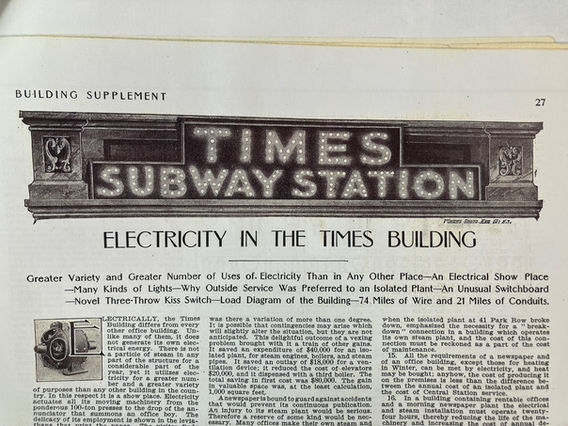 BUILDING SUPPLEMENT
27
TIMES
SUBWAY STATION
ELECTRICITY IN THE TIMES BUILDING
Greater Variety and Greater Number of Uses of Electricity Than in Any Other Place—An Electrical Show Place
—Many Kinds of Lights—Why Outside Service Was Preferred to an Isolated Plant—An Unusual Switchboard
—Novel Three-Throw Kiss Switch—Load Diagram of the Building—74 Miles of Wire and 21 Miles of Conduits.
ELECTRICALLY, the Times
Building differs from every
other office building. Un-
like many of them, it does
not generate its own elec-
trical energy. There is not
a particle of steam in any
part of the structure for a
considerable part of the
year, yet it utilizes elec-
tricity for a greater num-
ber and a greater variety
of purposes than any other building in the coun-
try. In this respect it is a show place. Electricity
actuates all its moving machinery from the
ponderous 100-ton presses to the drop of the an-
nunciator that summons an office boy. The
delicacy of its employment is shown in the
was there a variation of more than one degree.
It is possible that contingencies may arise which
will slightly alter the situation, but they are not
anticipated. This delightful outcome of a vexing
problem brought with it a train of other gains.
It saved an expenditure of $40,000 for an iso-
lated plant, for steam engines, boilers, and steam
pipes. It saved an outlay of $18,000 for a ven-
tilation device; it reduced the cost of elevators
$20,000, and it dispensed with a third boiler. The
total saving in first cost was $80,000. The gain
in valuable space was, at the least calculation,
1,000 square feet.
A newspaper is bound to guard against accidents
that would prevent its continuous publication.
An injury to its steam plant would be serious.
Therefore a reserve of some kind would be nec-
essary. Many offices make their own steam and
when the isolated plant at 41 Park Row broke
down, emphasized the necessity for a "break-
down" connection in a building which operates
its own steam plant, and the cost of this con-
nection must be reckoned as a part of the cost
of maintenance.
15. All the requirements of a newspaper and
of an office building, except those for heating
in Winter, can be met by electricity, and heat
may be bought; anyhow, the cost of producing it
on the premises is less than the difference be-
tween the annual cost of an isolated plant and
the cost of Central Station service.
16. In a building containing rentable offices
and a morning newspaper plant the electrical
and steam installation must operate twenty-
four hours, thereby reducing the life of the ma-
chinery and increasing the cost of annual de-